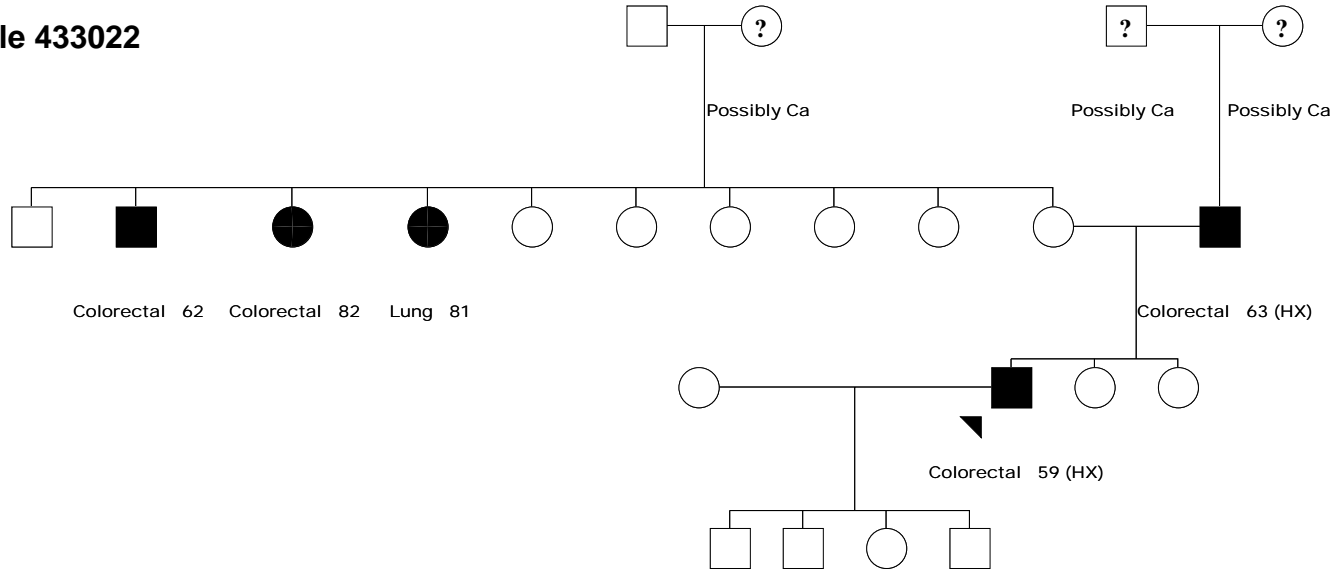 le 433022
? ? ?
Possibly Ca Possibly Ca Possibly Ca
Colorectal 62 Colorectal 82 Lung 81 Colorectal 63 (HX)
Colorectal 59 (HX)